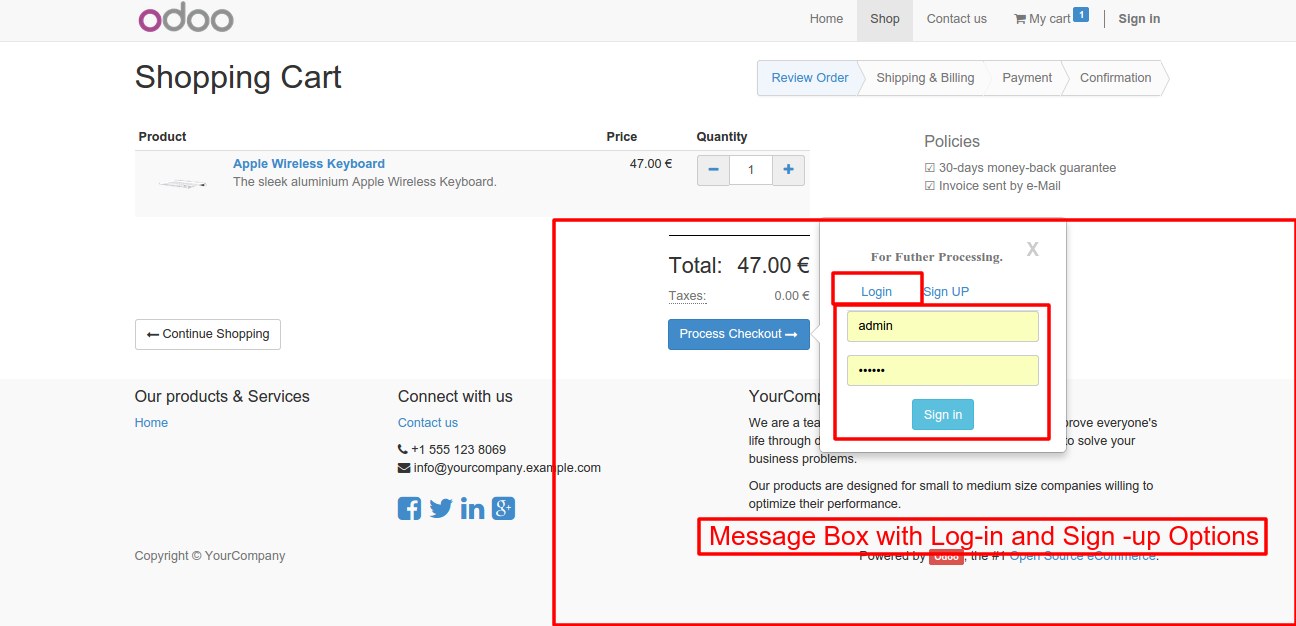 odoo
Home Shop Contact us My cart 1 Sign in
Shopping Cart
Review Order Shipping & Billing Payment Confirmation
Product Price Quantity
Policies
Apple Wireless Keyboard 47.00 € 1
The sleek aluminium Apple Wireless Keyboard.
30-days money-back guarantee
Invoice sent by e-Mail
Total: 47.00 €
Taxes: 0.00 €
Continue Shopping
Process Checkout
For Futher Processing. X
Login Sign UP
admin
••••••
Sign in
Our products & Services
Home
Connect with us
Contact us
+1 555 123 8069
info@yourcompany.example.com
YourComp
We are a tea prove everyone's
life through d to solve your
business problems.
Our products are designed for small to medium size companies willing to
optimize their performance.
Message Box with Log-in and Sign -up Options
Copyright © YourCompany
Powered by Odoo, the #1 Open Source eCommerce.